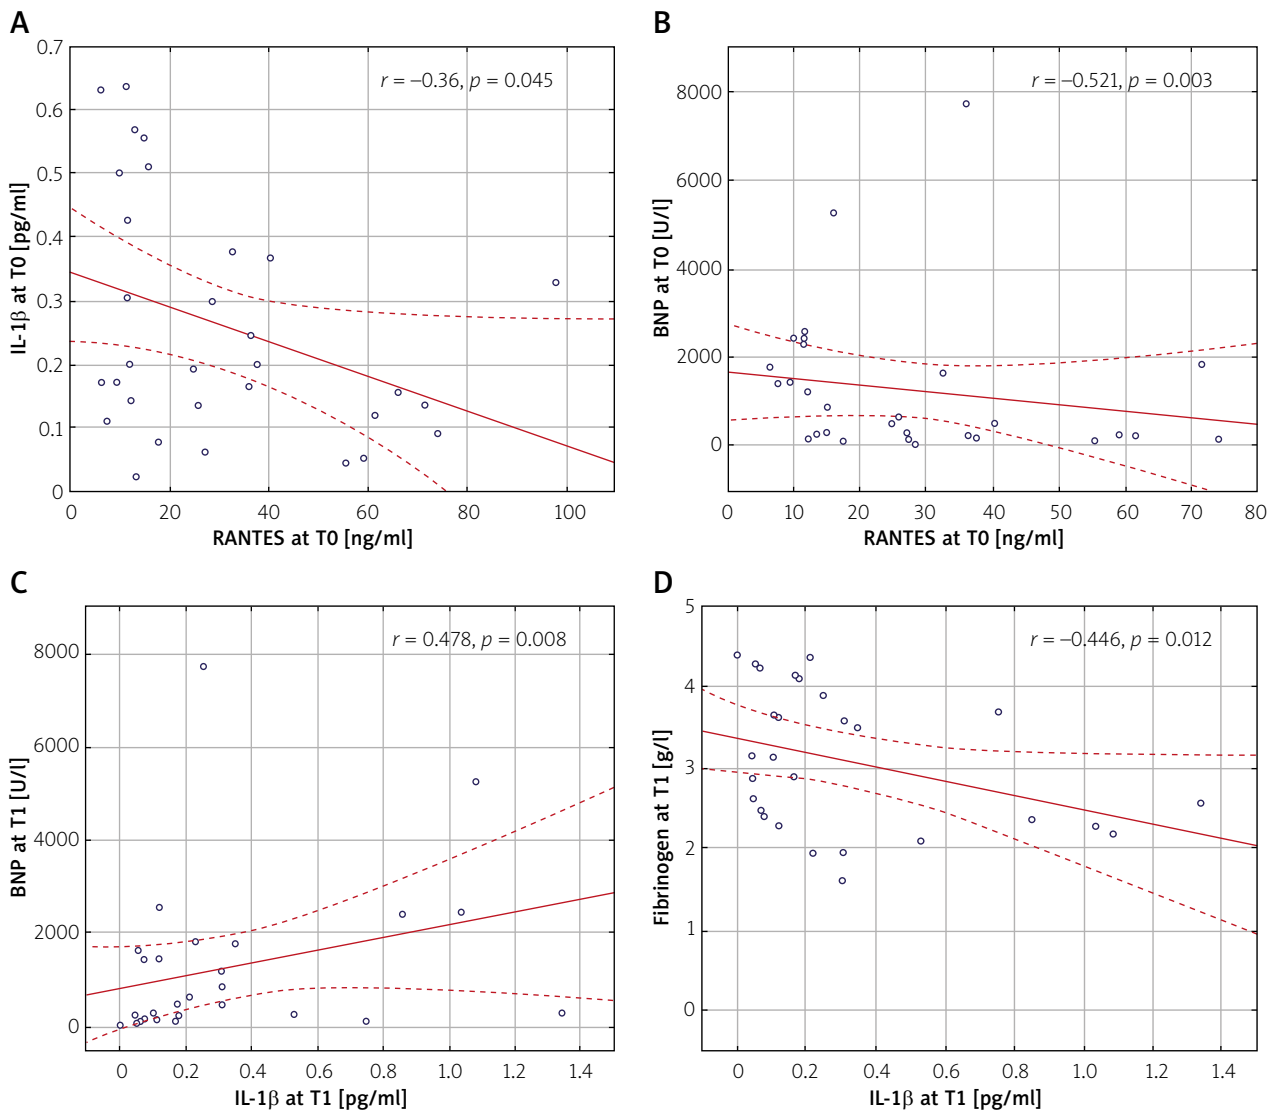 A
r = −0.36, p = 0.045
0.7
0.6
0.5
0.4
0.3
0.2
0.1
0
IL-1β at T0 [pg/ml]
0 20 40 60 80 100
RANTES at T0 [ng/ml]
B
r = −0.521, p = 0.003
8000
6000
4000
2000
0
BNP at T0 [U/l]
0 10 20 30 40 50 60 70 80
RANTES at T0 [ng/ml]
C
r = 0.478, p = 0.008
8000
6000
4000
2000
0
BNP at T1 [U/l]
0 0.2 0.4 0.6 0.8 1.0 1.2 1.4
IL-1β at T1 [pg/ml]
D
r = −0.446, p = 0.012
5
4
3
2
1
0
Fibrinogen at T1 [g/l]
0 0.2 0.4 0.6 0.8 1.0 1.2 1.4
IL-1β at T1 [pg/ml]